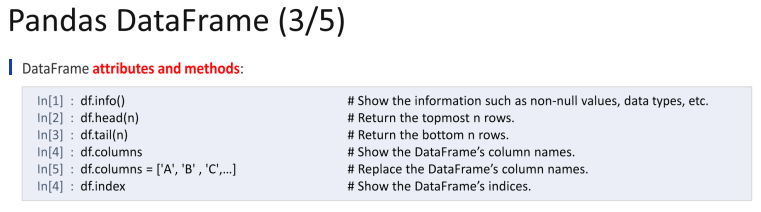 Pandas DataFrame (3/5)
DataFrame attributes and methods:
In[1] : df.info() # Show the information such as non-null values, data types, etc.
In[2] : df.head(n) # Return the topmost n rows.
In[3] : df.tail(n) # Return the bottom n rows.
In[4] : df.columns # Show the DataFrame's column names.
In[5] : df.columns = ['A', 'B' , 'C',...] # Replace the DataFrame's column names.
In[4] : df.index # Show the DataFrame's indices.